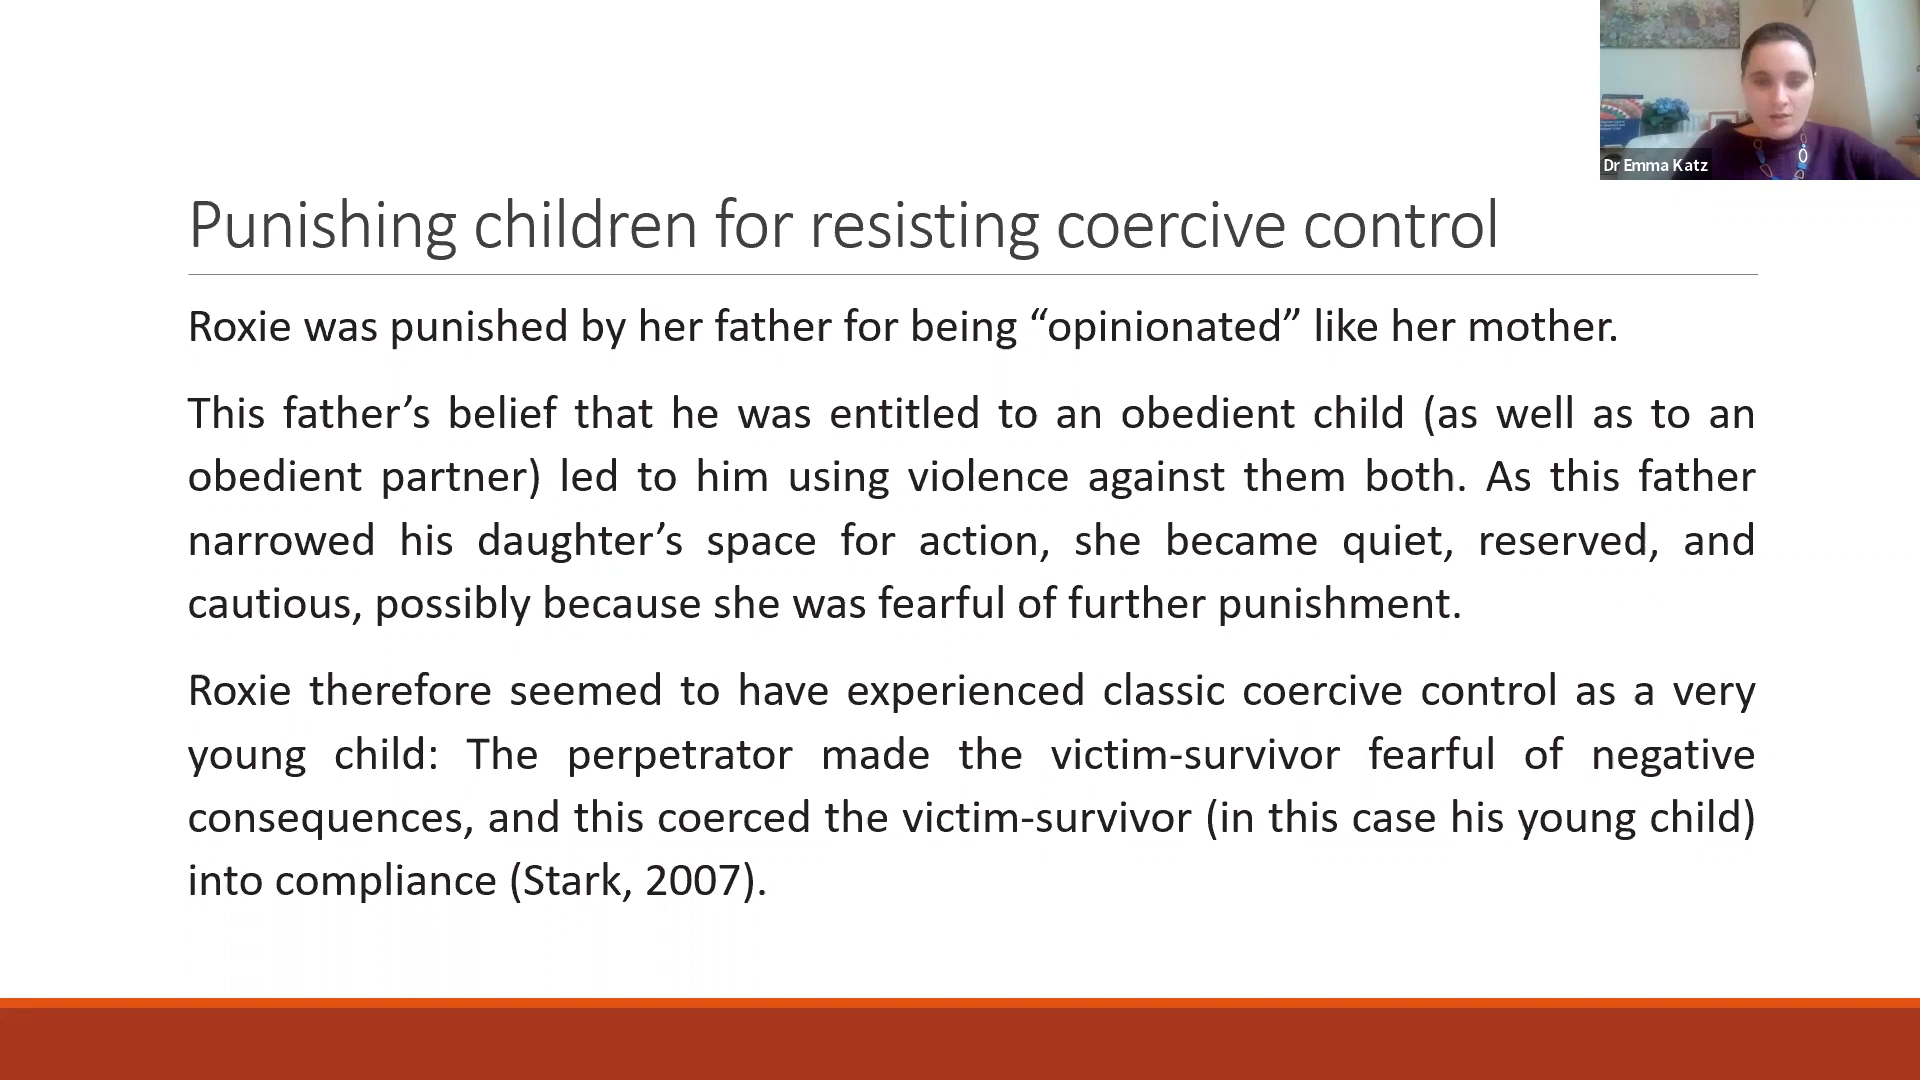 Dr Emma Katz
Punishing children for resisting coercive control
Roxie was punished by her father for being “opinionated” like her mother.
This father’s belief that he was entitled to an obedient child (as well as to an
obedient partner) led to him using violence against them both. As this father
narrowed his daughter’s space for action, she became quiet, reserved, and
cautious, possibly because she was fearful of further punishment.
Roxie therefore seemed to have experienced classic coercive control as a very
young child: The perpetrator made the victim-survivor fearful of negative
consequences, and this coerced the victim-survivor (in this case his young child)
into compliance (Stark, 2007).